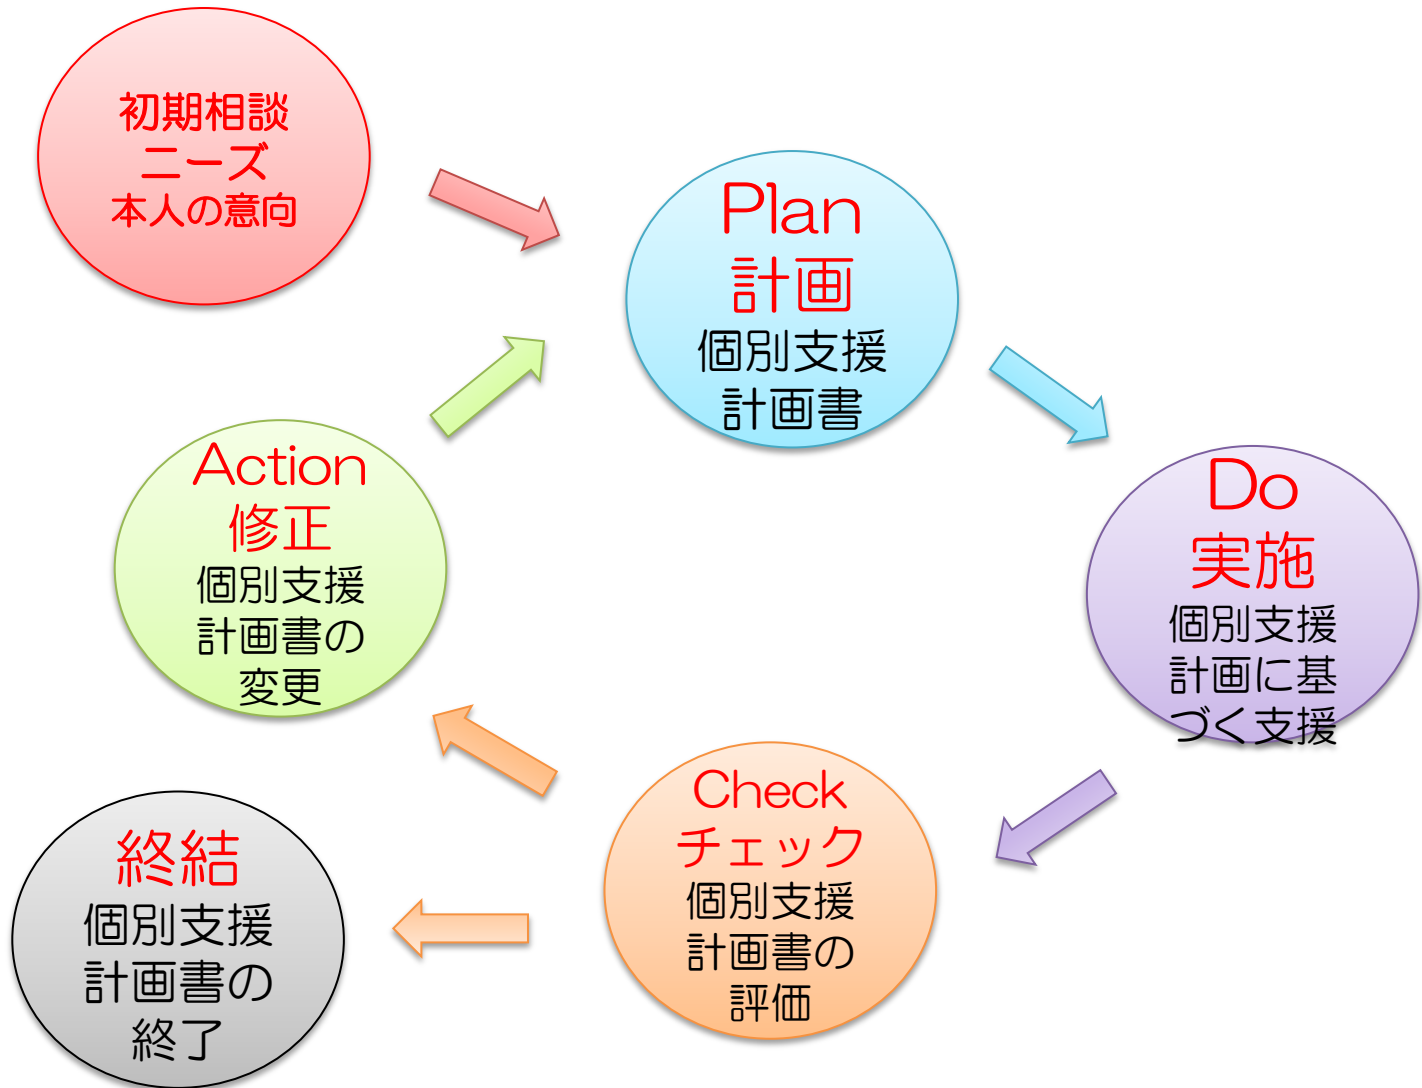 初期相談
ニーズ
本人の意向
Plan
計画
個別支援
計画書
Do
実施
個別支援
計画に基
づく支援
Check
チェック
個別支援
計画書の
評価
Action
修正
個別支援
計画書の
変更
終結
個別支援
計画書の
終了